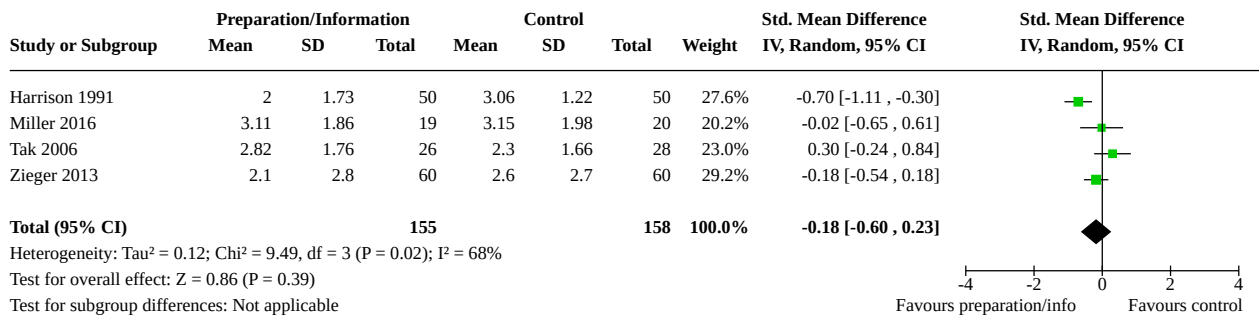 Preparation/Information Control Std. Mean Difference Std. Mean Difference
Study or Subgroup Mean SD Total Mean SD Total Weight IV, Random, 95% CI IV, Random, 95% CI
Harrison 1991 2 1.73 50 3.06 1.22 50 27.6% -0.70 [-1.11 , -0.30]
Miller 2016 3.11 1.86 19 3.15 1.98 20 20.2% -0.02 [-0.65 , 0.61]
Tak 2006 2.82 1.76 26 2.3 1.66 28 23.0% 0.30 [-0.24 , 0.84]
Zieger 2013 2.1 2.8 60 2.6 2.7 60 29.2% -0.18 [-0.54 , 0.18]
Total (95% CI) 155 158 100.0% -0.18 [-0.60 , 0.23]
Heterogeneity: Tau² = 0.12; Chi² = 9.49, df = 3 (P = 0.02); I² = 68%
Test for overall effect: Z = 0.86 (P = 0.39)
-4 -2 0 2 4
Test for subgroup differences: Not applicable Favours preparation/info Favours control